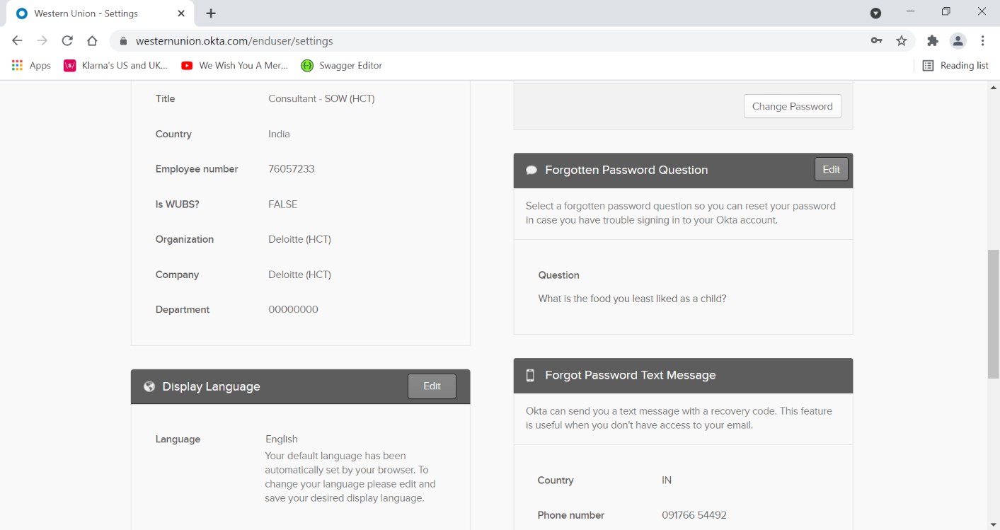 Western Union - Settings
westernunion.okta.com/enduser/settings
Apps
Klarna's US and UK...
We Wish You A Mer...
Swagger Editor
Reading list
Title Consultant - SOW (HCT)
Country India
Employee number 76057233
Is WUBS? FALSE
Organization Deloitte (HCT)
Company Deloitte (HCT)
Department 00000000
Display Language
Edit
Language English
Your default language has been
automatically set by your browser. To
change your language please edit and
save your desired display language.
Change Password
Forgotten Password Question
Edit
Select a forgotten password question so you can reset your password
in case you have trouble signing in to your Okta account.
Question
What is the food you least liked as a child?
Forgot Password Text Message
Okta can send you a text message with a recovery code. This feature
is useful when you don't have access to your email.
Country IN
Phone number 091766 54492